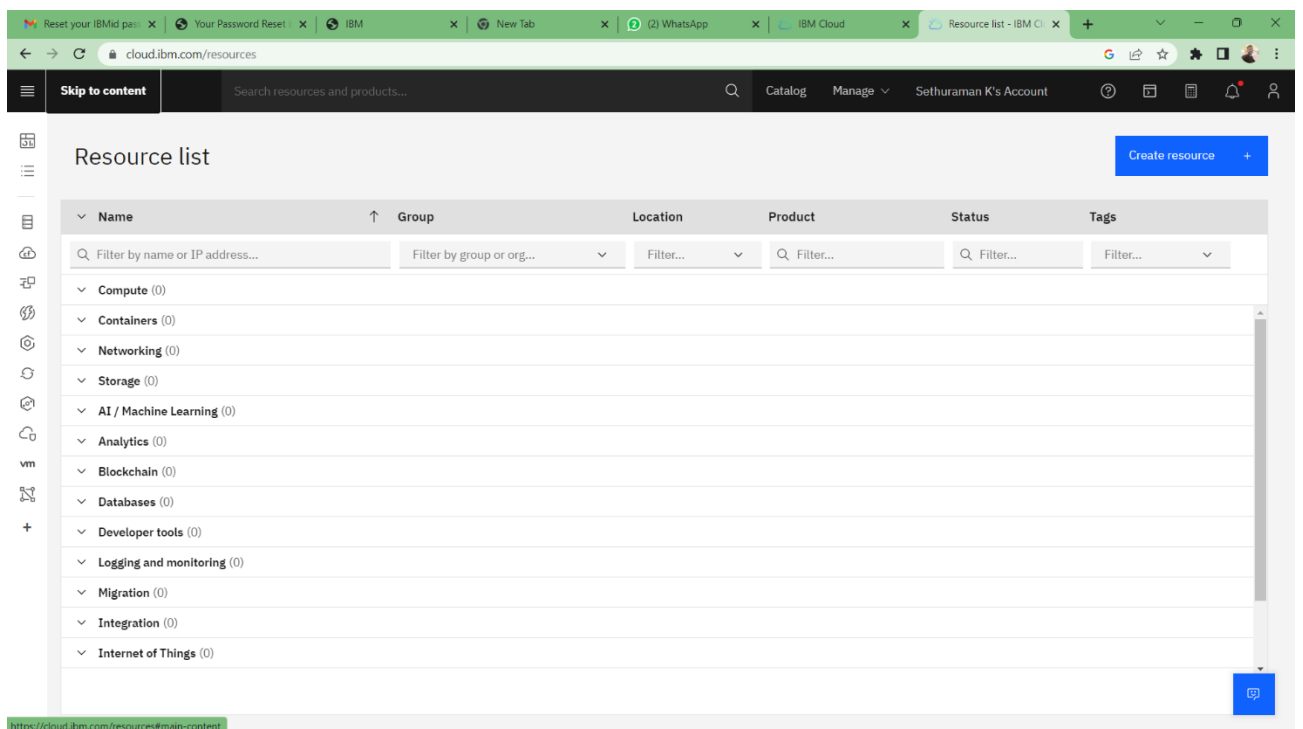 Reset your IBMid pass
Your Password Reset i
IBM
New Tab
(2) WhatsApp
IBM Cloud
Resource list - IBM Cl
cloud.ibm.com/resources
Skip to content
Search resources and products...
Catalog
Manage
Sethuraman K's Account
Resource list
Create resource +
Name Group Location Product Status Tags
Filter by name or IP address... Filter by group or org... Filter... Filter... Filter... Filter...
Compute (0)
Containers (0)
Networking (0)
Storage (0)
AI / Machine Learning (0)
Analytics (0)
vm
Blockchain (0)
Databases (0)
Developer tools (0)
Logging and monitoring (0)
Migration (0)
Integration (0)
Internet of Things (0)
https://cloud.ibm.com/resources#main-content